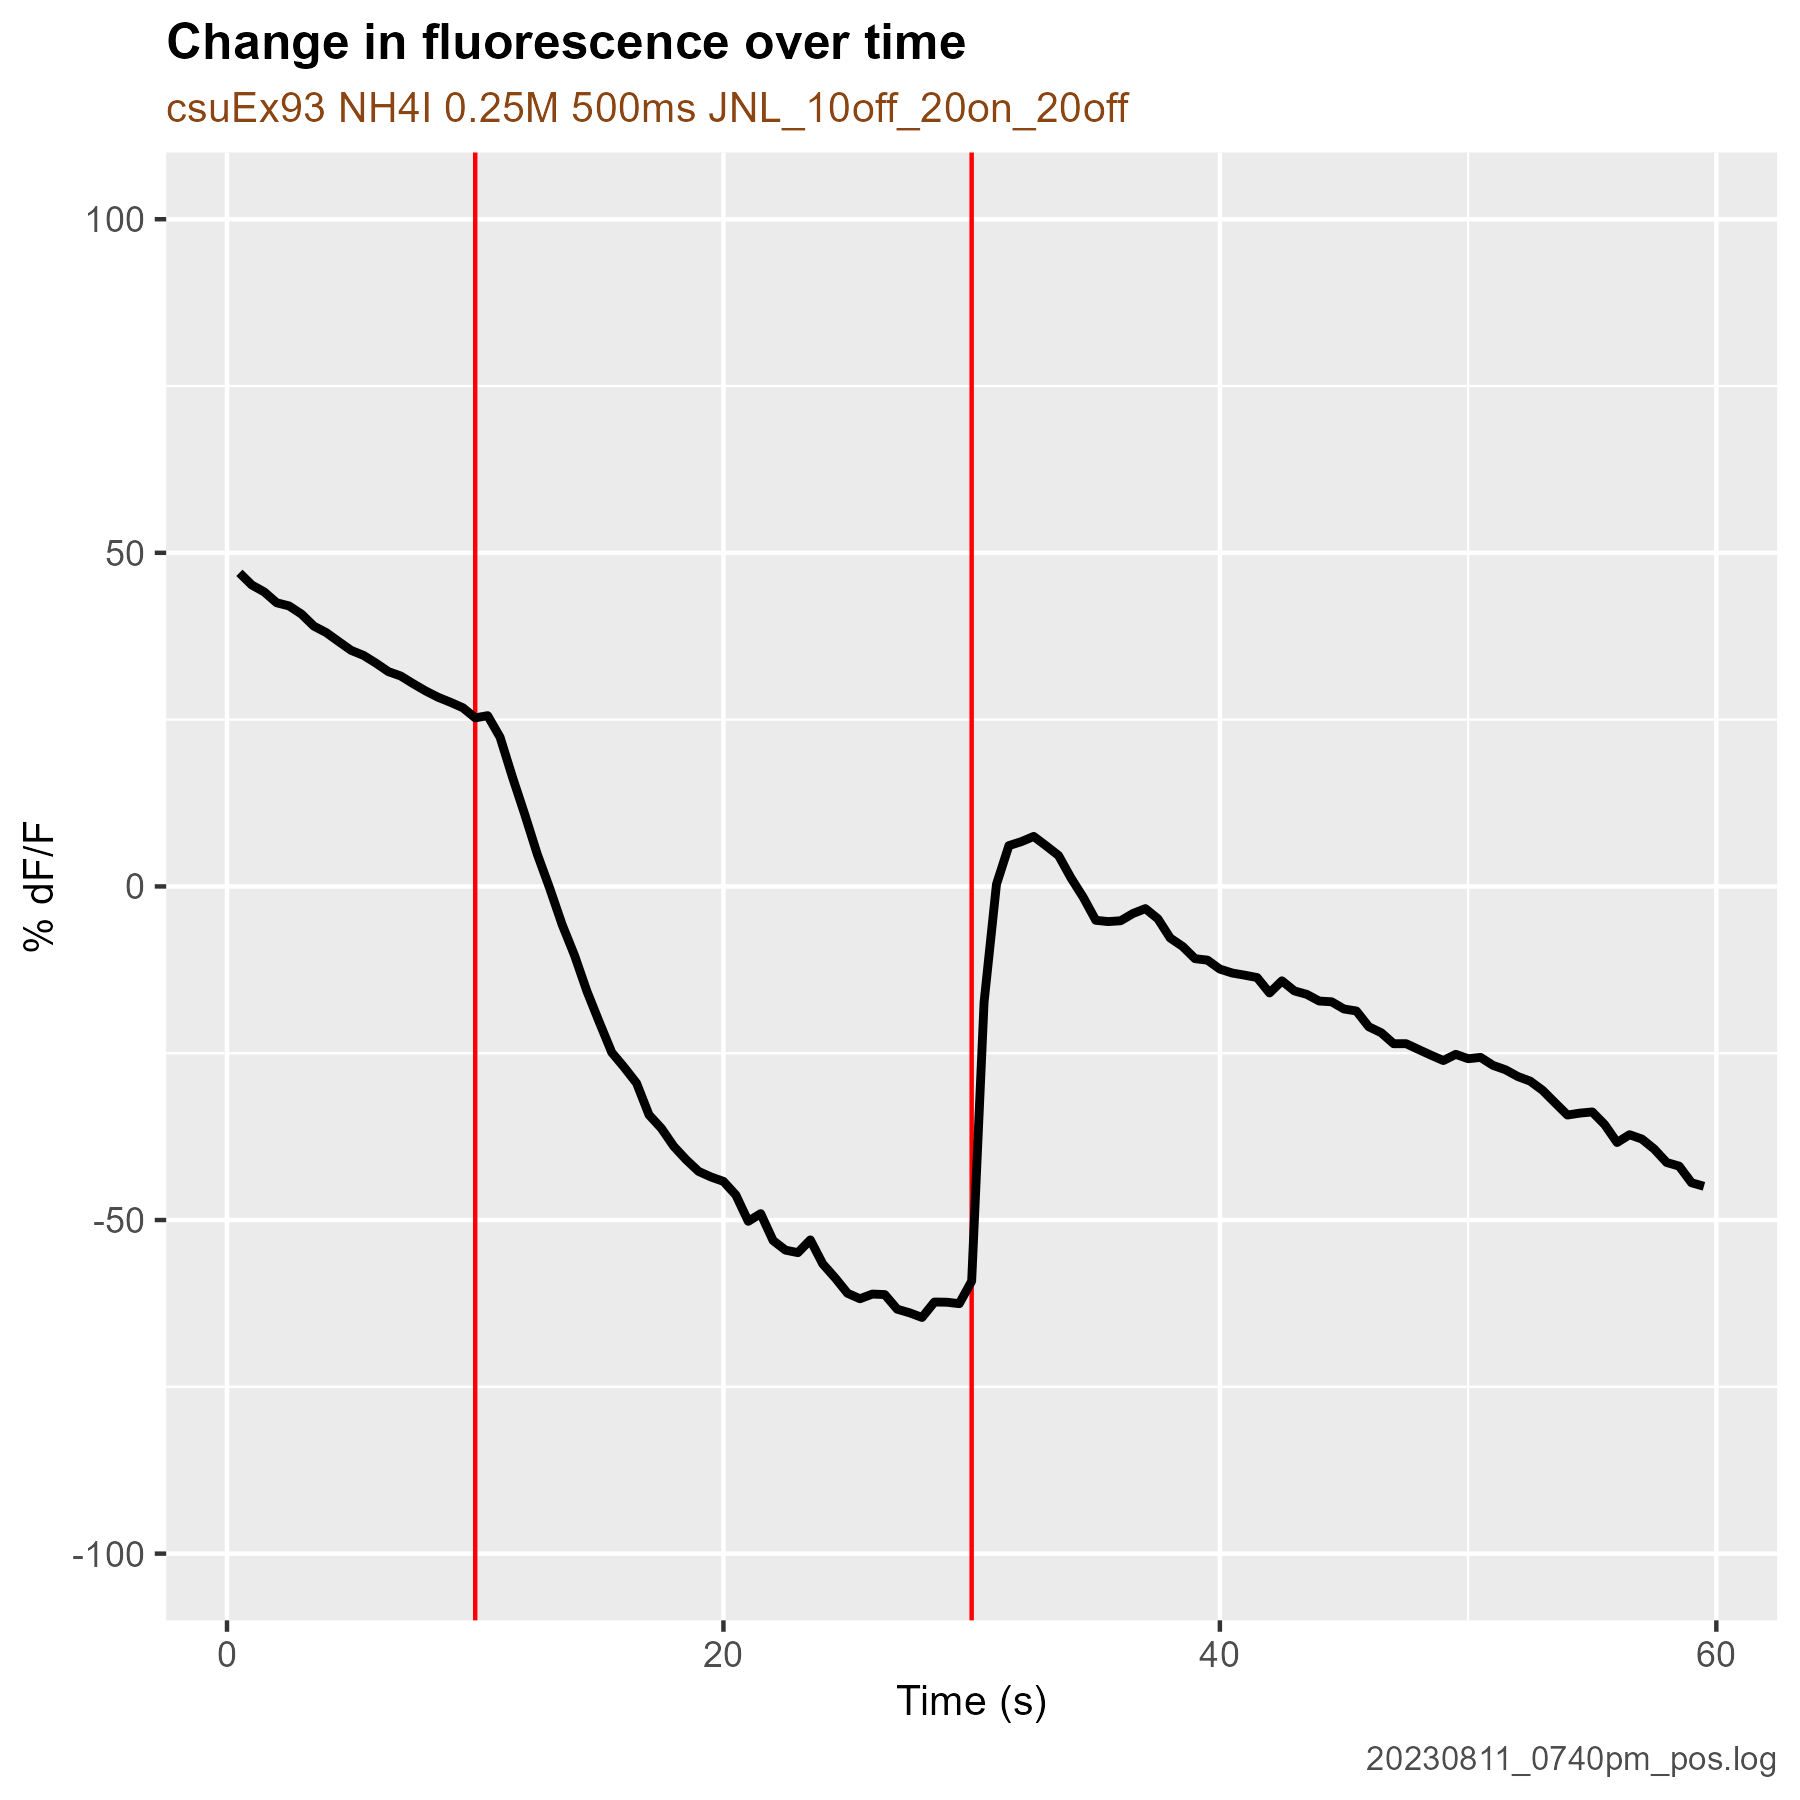 Change in fluorescence over time
csuEx93 NH4I 0.25M 500ms JNL_10off_20on_20off
100
50
0
-50
-100
% dF/F
0 20 40 60
Time (s)
20230811_0740pm_pos.log